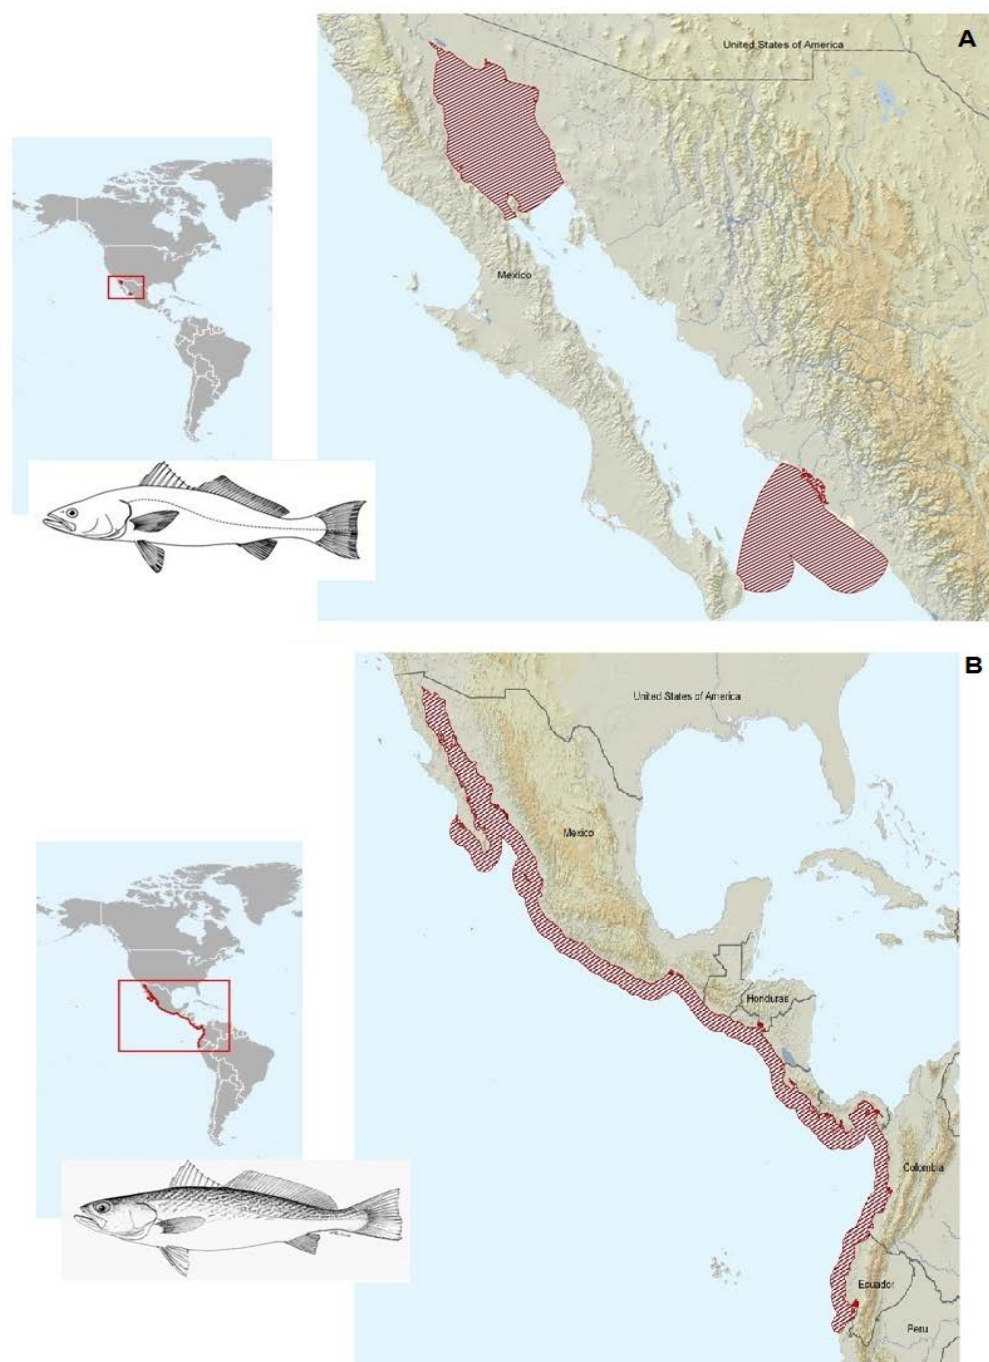 A
United States of America
Mexico
B
United States of America
Mexico
Honduras
Colombia
Ecuador
Peru